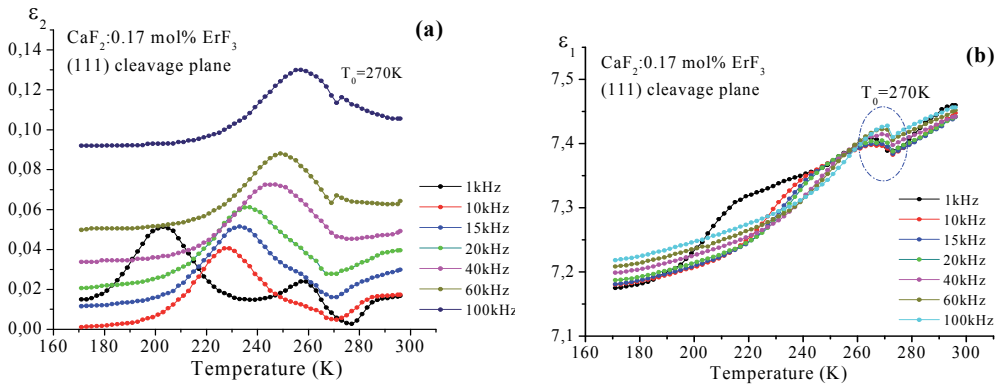 ε₂
0,14
0,12
0,10
0,08
0,06
0,04
0,02
0,00
CaF₂:0.17 mol% ErF₃
(111) cleavage plane
(a)
T₀=270K
1kHz
10kHz
15kHz
20kHz
40kHz
60kHz
100kHz
160 180 200 220 240 260 280 300
Temperature (K)
ε₁
7,5
7,4
7,3
7,2
7,1
CaF₂:0.17 mol% ErF₃
(111) cleavage plane
(b)
T₀=270K
1kHz
10kHz
15kHz
20kHz
40kHz
60kHz
100kHz
160 180 200 220 240 260 280 300
Temperature (K)